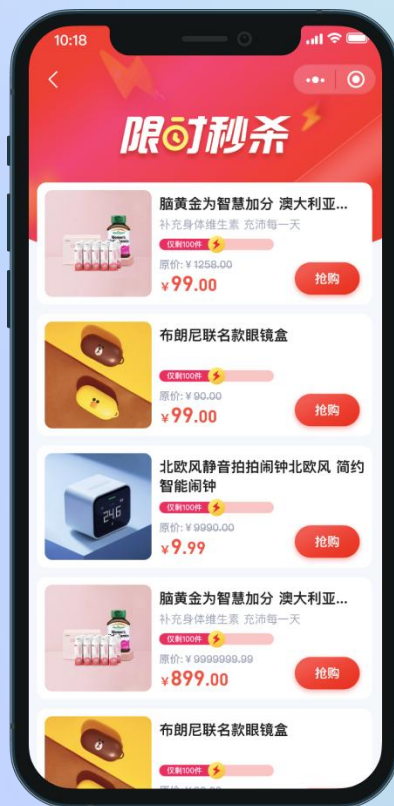 10:18
限时秒杀
脑黄金为智慧加分 澳大利亚...
补充身体维生素 充沛每一天
仅剩100件
原价:￥1258.00
￥99.00
抢购
布朗尼联名款眼镜盒
仅剩100件
原价:￥90.00
￥99.00
抢购
北欧风静音拍拍闹钟北欧风 简约
智能闹钟
246
仅剩100件
原价:￥9990.00
￥9.99
抢购
脑黄金为智慧加分 澳大利亚...
补充身体维生素 充沛每一天
仅剩100件
原价:￥9999999.99
￥899.00
抢购
布朗尼联名款眼镜盒
仅剩100件